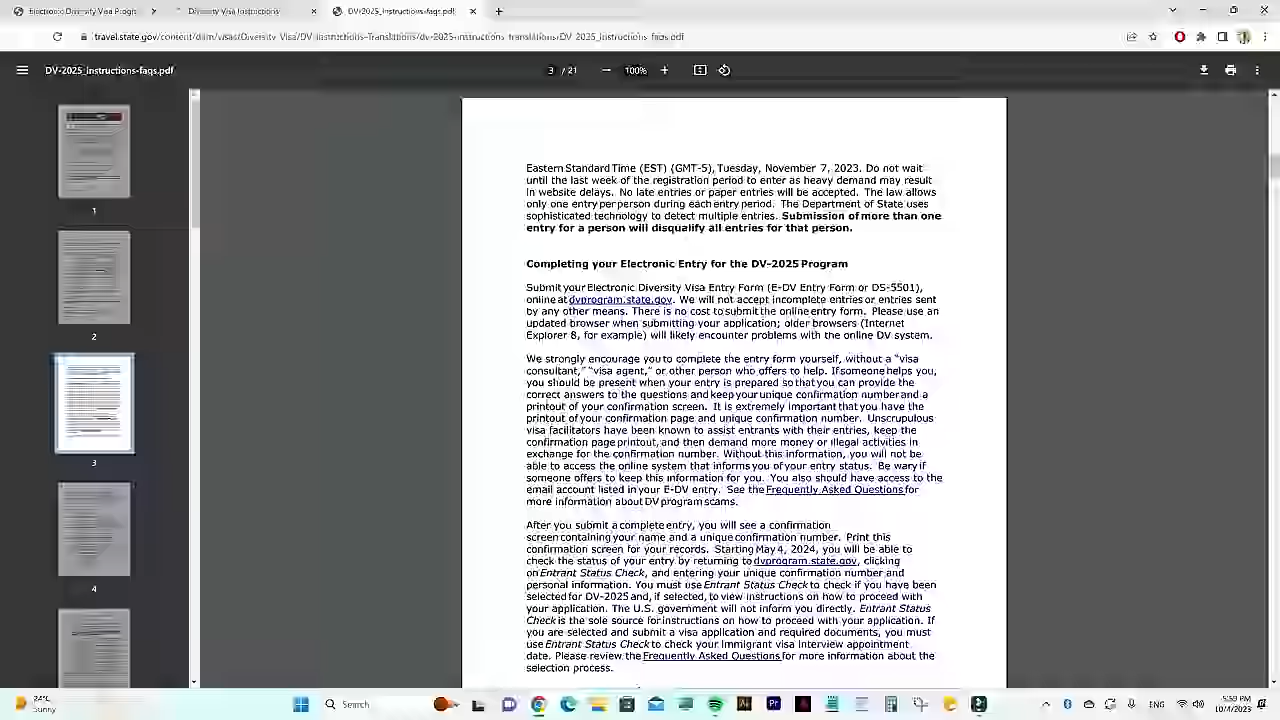 Electronic Diversity Visa Progr
Diversity Visa Instructions
DV-2025_instructions-faqs.pdf
travel.state.gov/content/dam/visas/Diversity_Visa/DV-Instructions-Translations/dv-2025-instructions_translations/DV_2025_Instructions_faqs.pdf
DV-2025_Instructions-faqs.pdf
3 / 21
100%
1
2
3
4
Eastern Standard Time (EST) (GMT-5), Tuesday, November 7, 2023. Do not wait
until the last week of the registration period to enter as heavy demand may result
in website delays. No late entries or paper entries will be accepted. The law allows
only one entry per person during each entry period. The Department of State uses
sophisticated technology to detect multiple entries. Submission of more than one
entry for a person will disqualify all entries for that person.
Completing your Electronic Entry for the DV-2025 Program
Submit your Electronic Diversity Visa Entry Form (E-DV Entry Form or DS-5501),
online at dvprogram.state.gov. We will not accept incomplete entries or entries sent
by any other means. There is no cost to submit the online entry form. Please use an
updated browser when submitting your application; older browsers (Internet
Explorer 8, for example) will likely encounter problems with the online DV system.
We strongly encourage you to complete the entry form yourself, without a "visa
consultant," "visa agent," or other person who offers to help. If someone helps you,
you should be present when your entry is prepared so that you can provide the
correct answers to the questions and keep your unique confirmation number and a
printout of your confirmation screen. It is extremely important that you have the
printout of your confirmation page and unique confirmation number. Unscrupulous
visa facilitators have been known to assist entrants with their entries, keep the
confirmation page printout, and then demand more money or illegal activities in
exchange for the confirmation number. Without this information, you will not be
able to access the online system that informs you of your entry status. Be wary if
someone offers to keep this information for you. You also should have access to the
email account listed in your E-DV entry. See the Frequently Asked Questions for
more information about DV program scams.
After you submit a complete entry, you will see a confirmation
screen containing your name and a unique confirmation number. Print this
confirmation screen for your records. Starting May 4, 2024, you will be able to
check the status of your entry by returning to dvprogram.state.gov, clicking
on Entrant Status Check, and entering your unique confirmation number and
personal information. You must use Entrant Status Check to check if you have been
selected for DV-2025 and, if selected, to view instructions on how to proceed with
your application. The U.S. government will not inform you directly. Entrant Status
Check is the sole source for instructions on how to proceed with your application. If
you are selected and submit a visa application and required documents, you must
use Entrant Status Check to check your immigrant visa interview appointment
date. Please review the Frequently Asked Questions for more information about the
selection process.
Sunny
Search
ENG
5:59 PM
10/4/2023